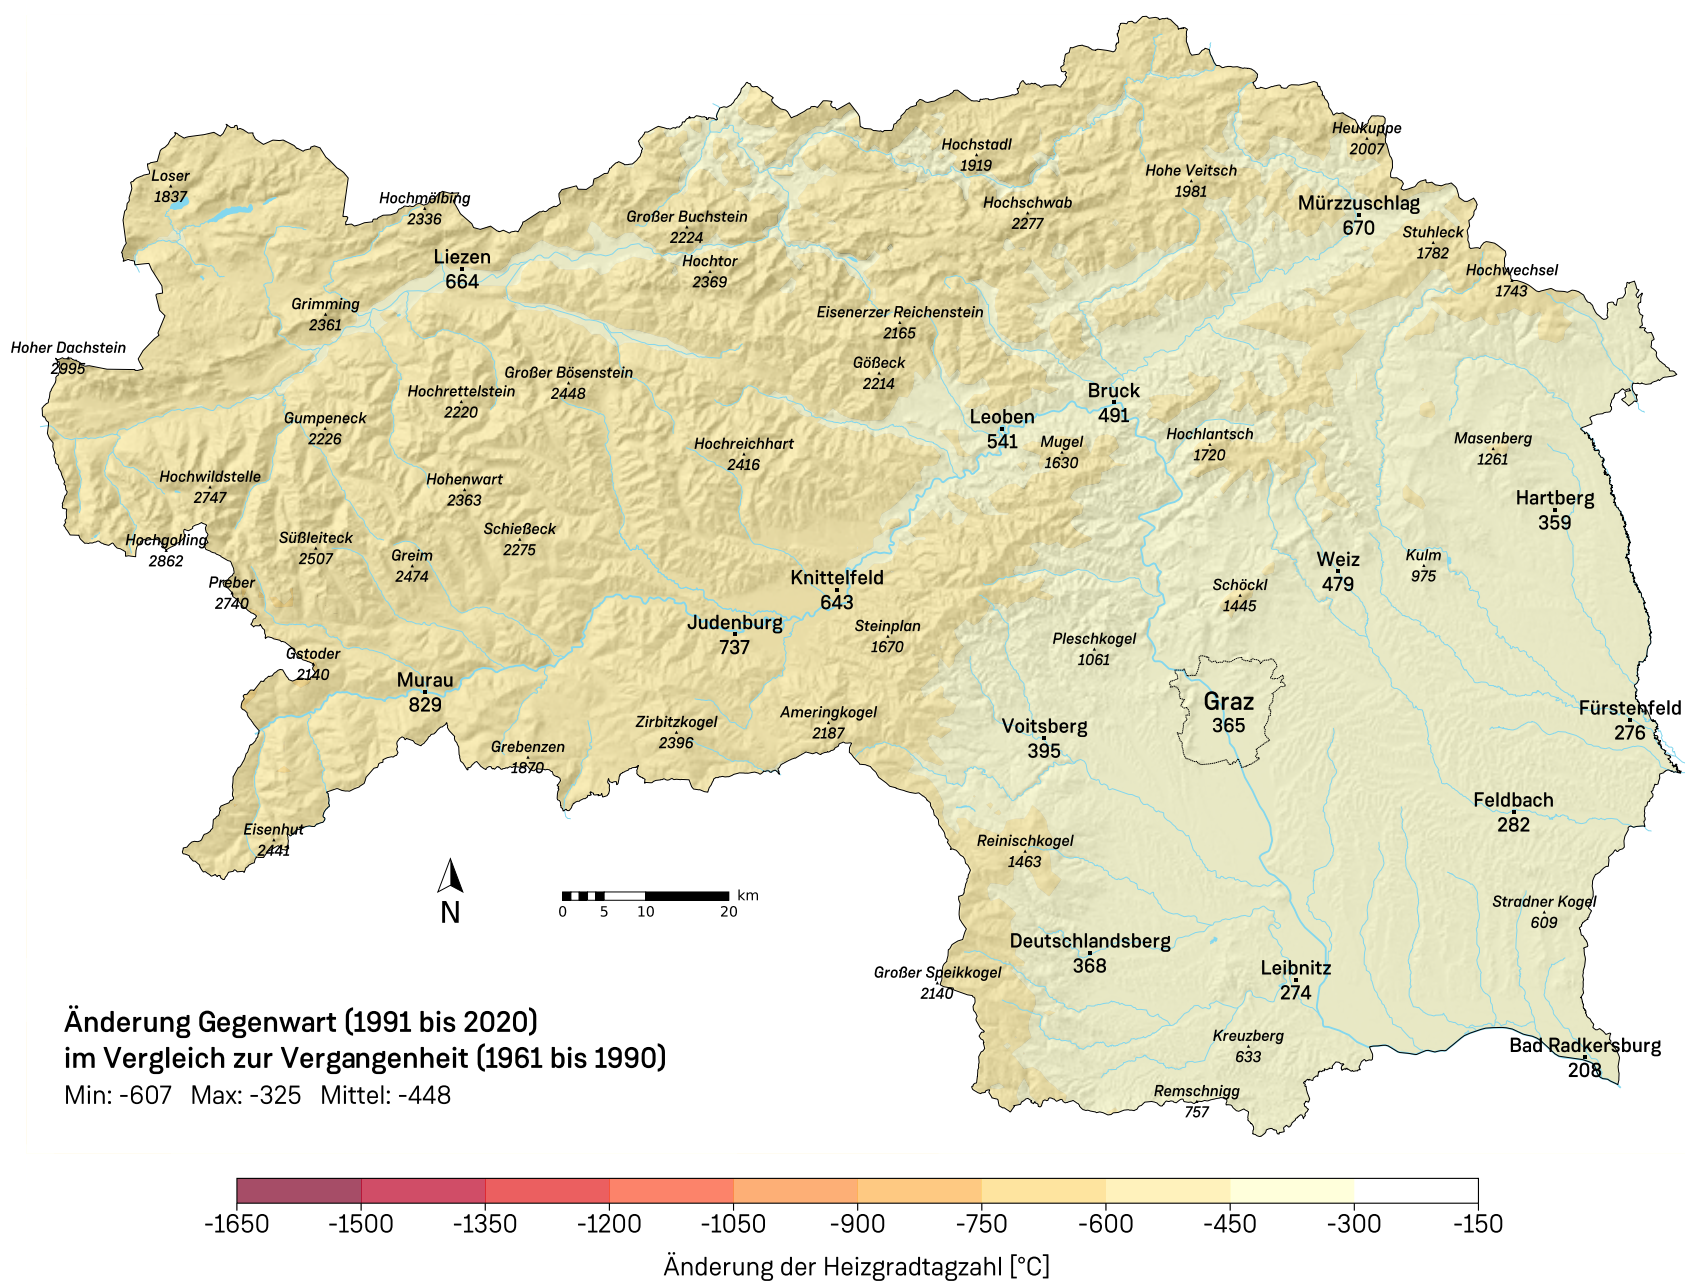 Heukuppe
2007
Hochstadl
1919
Hohe Veitsch
1981
Loser
1837
Hochmölbing
2336
Hochschwab
2277
Mürzzuschlag
670
Großer Buchstein
2224
Stuhleck
1782
Liezen
664
Hochtor
2369
Hochwechsel
1743
Grimming
2361
Eisenerzer Reichenstein
2165
Hoher Dachstein
2995
Gößeck
2214
Großer Bösenstein
2448
Hochrettelstein
2220
Bruck
491
Gumpeneck
2226
Leoben
541
Mugel
1630
Hochlantsch
1720
Masenberg
1261
Hochreichhart
2416
Hochwildstelle
2747
Hohenwart
2363
Hartberg
359
Hochgolling
2862
Süßleiteck
2507
Schießeck
2275
Greim
2474
Weiz
479
Kulm
975
Preber
2740
Knittelfeld
643
Schöckl
1445
Judenburg
737
Steinplan
1670
Pleschkogel
1061
Gstoder
2140
Murau
829
Graz
365
Fürstenfeld
276
Zirbitzkogel
2396
Ameringkogel
2187
Voitsberg
395
Grebenzen
1870
Feldbach
282
Eisenhut
2441
Reinischkogel
1463
N
km
0 5 10 20
Stradner Kogel
609
Deutschlandsberg
368
Großer Speikkogel
2140
Leibnitz
274
Kreuzberg
633
Bad Radkersburg
208
Remschnigg
757
Änderung Gegenwart (1991 bis 2020)
im Vergleich zur Vergangenheit (1961 bis 1990)
Min: -607 Max: -325 Mittel: -448
-1650 -1500 -1350 -1200 -1050 -900 -750 -600 -450 -300 -150
Änderung der Heizgradtagzahl [°C]